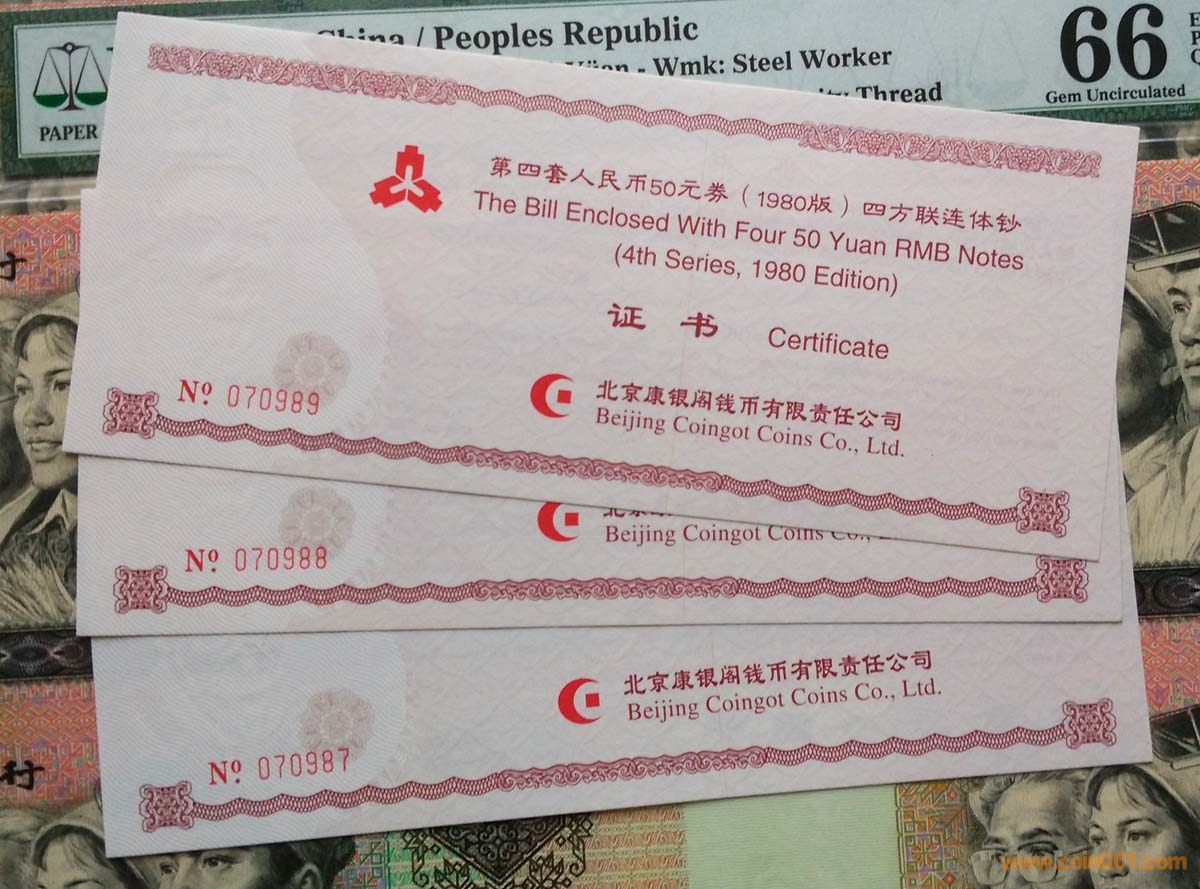 China / Peoples Republic
- Wmk: Steel Worker
Thread
66
Gem Uncirculated
PAPER
第四套人民币50元券（1980版）四方联连体钞
The Bill Enclosed With Four 50 Yuan RMB Notes
(4th Series, 1980 Edition)
证 书 Certificate
北京康银阁钱币有限责任公司
Beijing Coingot Coins Co., Ltd.
Nº 070989
Beijing Coingot Coins Co.,
Nº 070988
北京康银阁钱币有限责任公司
Beijing Coingot Coins Co., Ltd.
Nº 070987
行
www.coin001.com